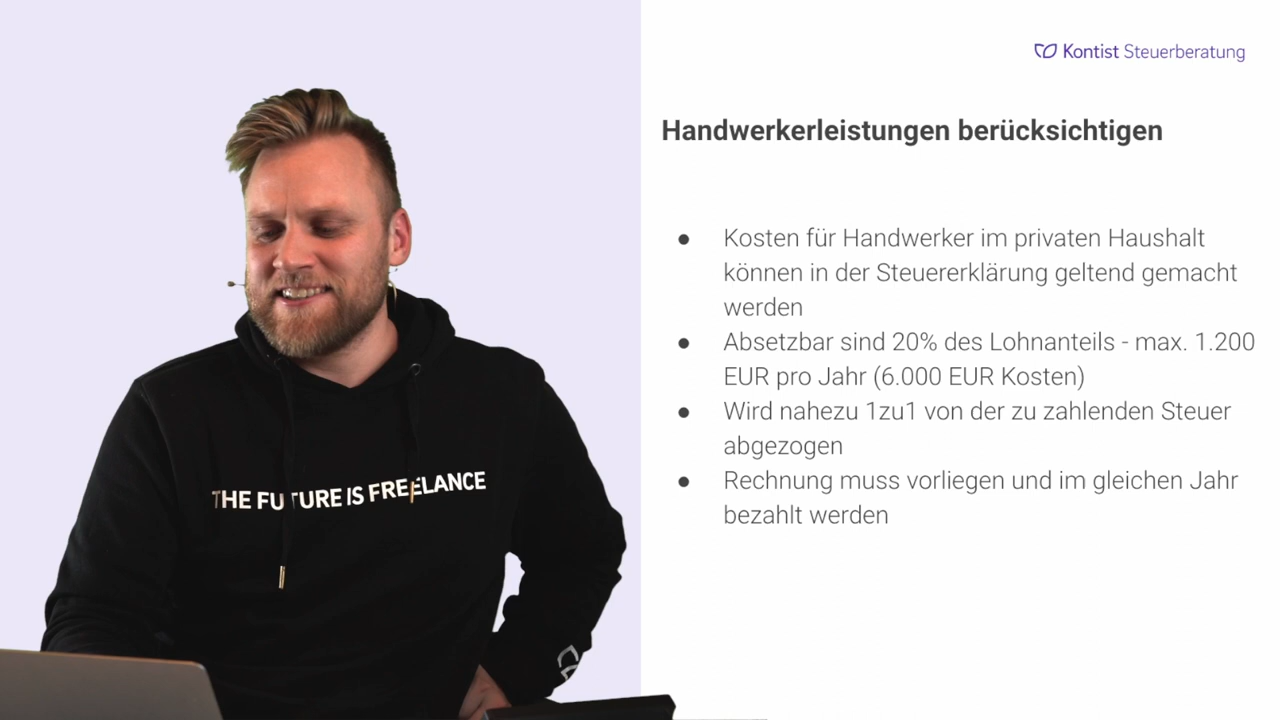 Kontist Steuerberatung
Handwerkerleistungen berücksichtigen
● Kosten für Handwerker im privaten Haushalt
können in der Steuererklärung geltend gemacht
werden
● Absetzbar sind 20% des Lohnanteils - max. 1.200
EUR pro Jahr (6.000 EUR Kosten)
● Wird nahezu 1zu1 von der zu zahlenden Steuer
abgezogen
● Rechnung muss vorliegen und im gleichen Jahr
bezahlt werden
THE FUTURE IS FREELANCE